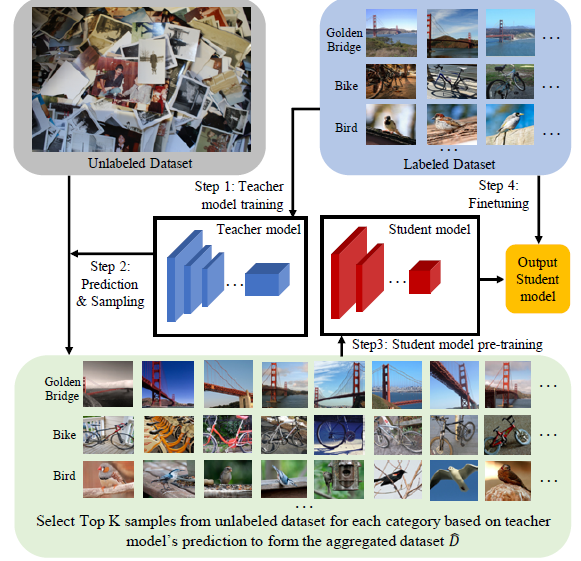 Golden
Bridge
...
Bike
...
Bird
...
...
Unlabeled Dataset
Labeled Dataset
Step 1: Teacher
model training
Step 4:
Finetuning
Teacher model
...
Student model
...
Step 2:
Prediction
& Sampling
Output
Student
model
Step3: Student model pre-training
Golden
Bridge
...
Bike
...
Bird
...
...
Select Top K samples from unlabeled dataset for each category based on teacher
model's prediction to form the aggregated dataset D̂